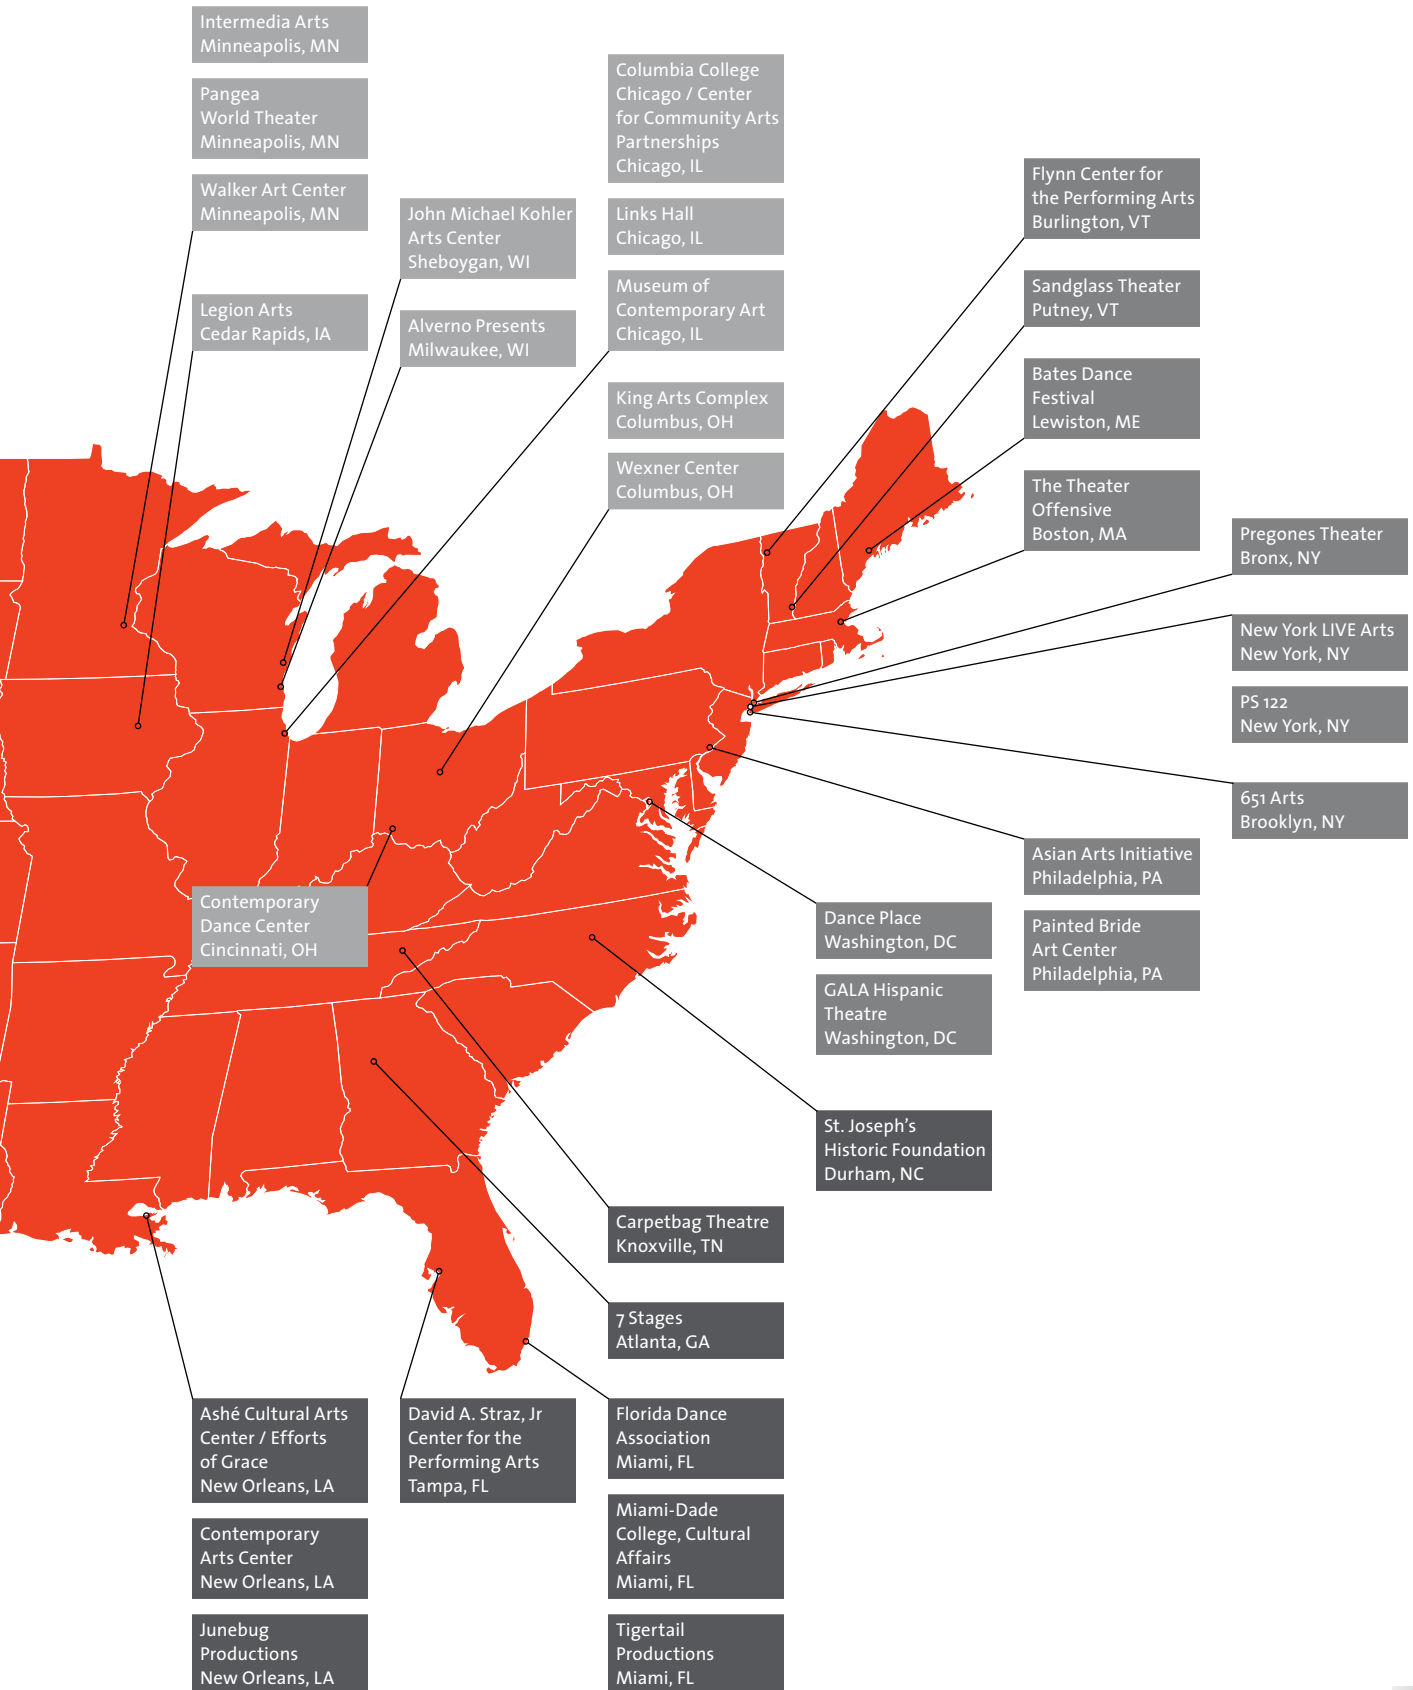 Intermedia Arts
Minneapolis, MN
Pangea
World Theater
Minneapolis, MN
Walker Art Center
Minneapolis, MN
Legion Arts
Cedar Rapids, IA
John Michael Kohler
Arts Center
Sheboygan, WI
Alverno Presents
Milwaukee, WI
Columbia College
Chicago / Center
for Community Arts
Partnerships
Chicago, IL
Links Hall
Chicago, IL
Museum of
Contemporary Art
Chicago, IL
King Arts Complex
Columbus, OH
Wexner Center
Columbus, OH
Flynn Center for
the Performing Arts
Burlington, VT
Sandglass Theater
Putney, VT
Bates Dance
Festival
Lewiston, ME
The Theater
Offensive
Boston, MA
Pregones Theater
Bronx, NY
New York LIVE Arts
New York, NY
PS 122
New York, NY
651 Arts
Brooklyn, NY
Asian Arts Initiative
Philadelphia, PA
Painted Bride
Art Center
Philadelphia, PA
Contemporary
Dance Center
Cincinnati, OH
Dance Place
Washington, DC
GALA Hispanic
Theatre
Washington, DC
St. Joseph’s
Historic Foundation
Durham, NC
Carpetbag Theatre
Knoxville, TN
7 Stages
Atlanta, GA
Ashé Cultural Arts
Center / Efforts
of Grace
New Orleans, LA
Contemporary
Arts Center
New Orleans, LA
Junebug
Productions
New Orleans, LA
David A. Straz, Jr
Center for the
Performing Arts
Tampa, FL
Florida Dance
Association
Miami, FL
Miami-Dade
College, Cultural
Affairs
Miami, FL
Tigertail
Productions
Miami, FL